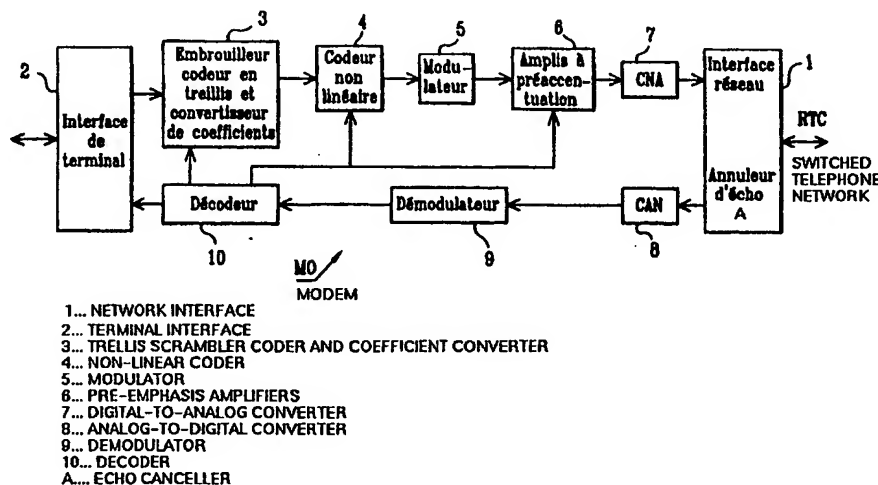 3
4
5
6
7
2
1
Embrouilleur
codeur en
treillis et
convertisseur
de coefficients
Codeur
non
linéaire
Modu-
lateur
Amplis à
préaccen-
tuation
CNA
Interface
réseau
Interface
de
terminal
RTC
SWITCHED
TELEPHONE
NETWORK
Décodeur
Démodulateur
CAN
Annuleur
d'écho
A
10
9
8
MO
MODEM
1... NETWORK INTERFACE
2... TERMINAL INTERFACE
3... TRELLIS SCRAMBLER CODER AND COEFFICIENT CONVERTER
4... NON-LINEAR CODER
5... MODULATOR
6... PRE-EMPHASIS AMPLIFIERS
7... DIGITAL-TO-ANALOG CONVERTER
8... ANALOG-TO-DIGITAL CONVERTER
9... DEMODULATOR
10... DECODER
A.... ECHO CANCELLER